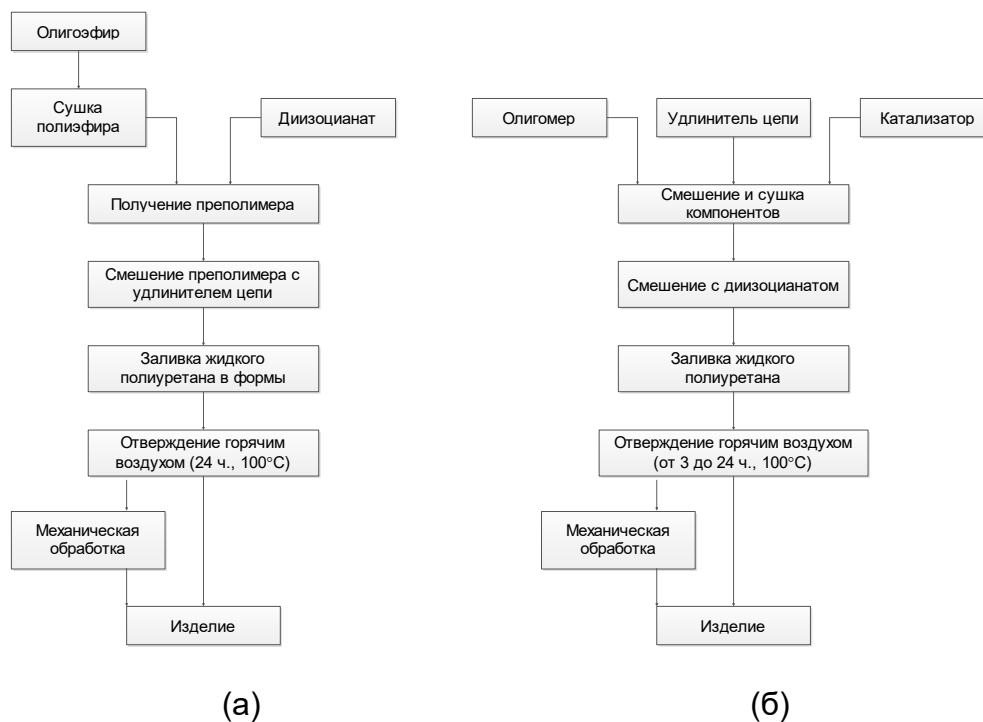 Олигоэфир
Сушка
полиэфира
Диизоцианат
Получение преполимера
Смешение преполимера с
удлинителем цепи
Заливка жидкого
полиуретана в формы
Отверждение горячим
воздухом (24 ч., 100°С)
Механическая
обработка
Изделие
(а)
Олигомер
Удлинитель цепи
Катализатор
Смешение и сушка
компонентов
Смешение с диизоцианатом
Заливка жидкого
полиуретана
Отверждение горячим воздухом
(от 3 до 24 ч., 100°С)
Механическая
обработка
Изделие
(б)